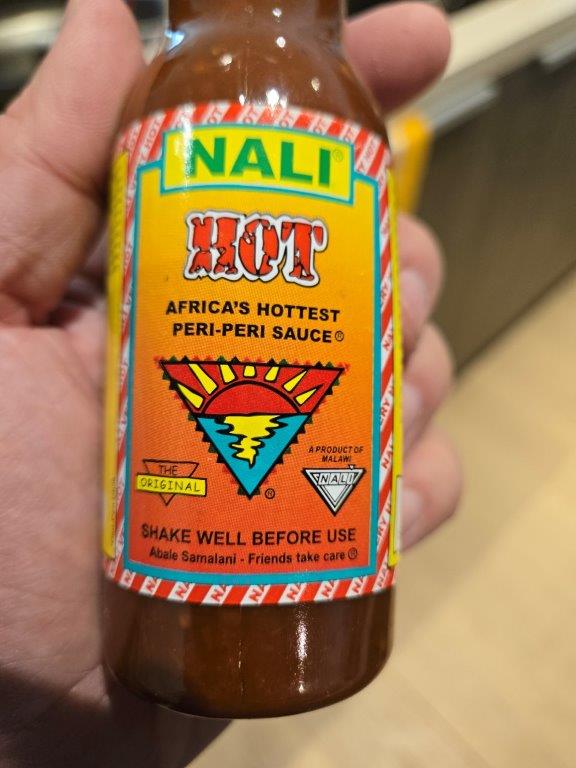 NALI®
HOT
AFRICA'S HOTTEST
PERI-PERI SAUCE®
THE
ORIGINAL
®
A PRODUCT OF
MALAWI
NALI
SHAKE WELL BEFORE USE
Abale Samalani - Friends take care ®